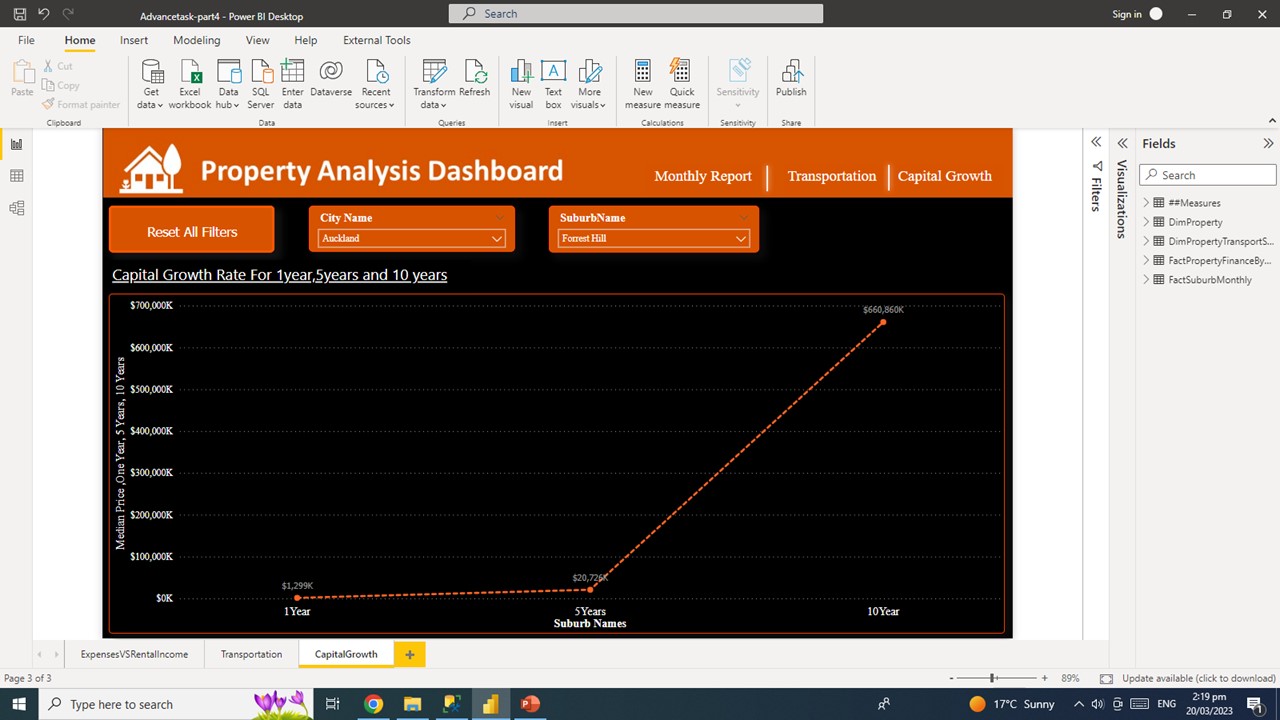 Advancetask-part4 - Power BI Desktop
Search
Sign in
File Home Insert Modeling View Help External Tools
Paste
Cut
Copy
Format painter
Clipboard
Get data
Excel workbook
Data hub
SQL Server
Enter data
Dataverse
Recent sources
Data
Transform data
Refresh
Queries
New visual
Text box
More visuals
Insert
New measure
Quick measure
Calculations
Sensitivity
Sensitivity
Publish
Share
Property Analysis Dashboard
Monthly Report
Transportation
Capital Growth
Reset All Filters
City Name
Auckland
SuburbName
Forrest Hill
Capital Growth Rate For 1year,5years and 10 years
Median Price ,One Year, 5 Years, 10 Years
$700,000K
$600,000K
$500,000K
$400,000K
$300,000K
$200,000K
$100,000K
$0K
$1,299K
$20,726K
$660,860K
1Year
5Years
10Year
Suburb Names
Filters
Visualizations
Fields
Search
##Measures
DimProperty
DimPropertyTransportS...
FactPropertyFinanceBy...
FactSuburbMonthly
ExpensesVSRentalIncome
Transportation
CapitalGrowth
Page 3 of 3
- + 89%
Update available (click to download)
Type here to search
17°C Sunny
ENG
2:19 pm
20/03/2023
1